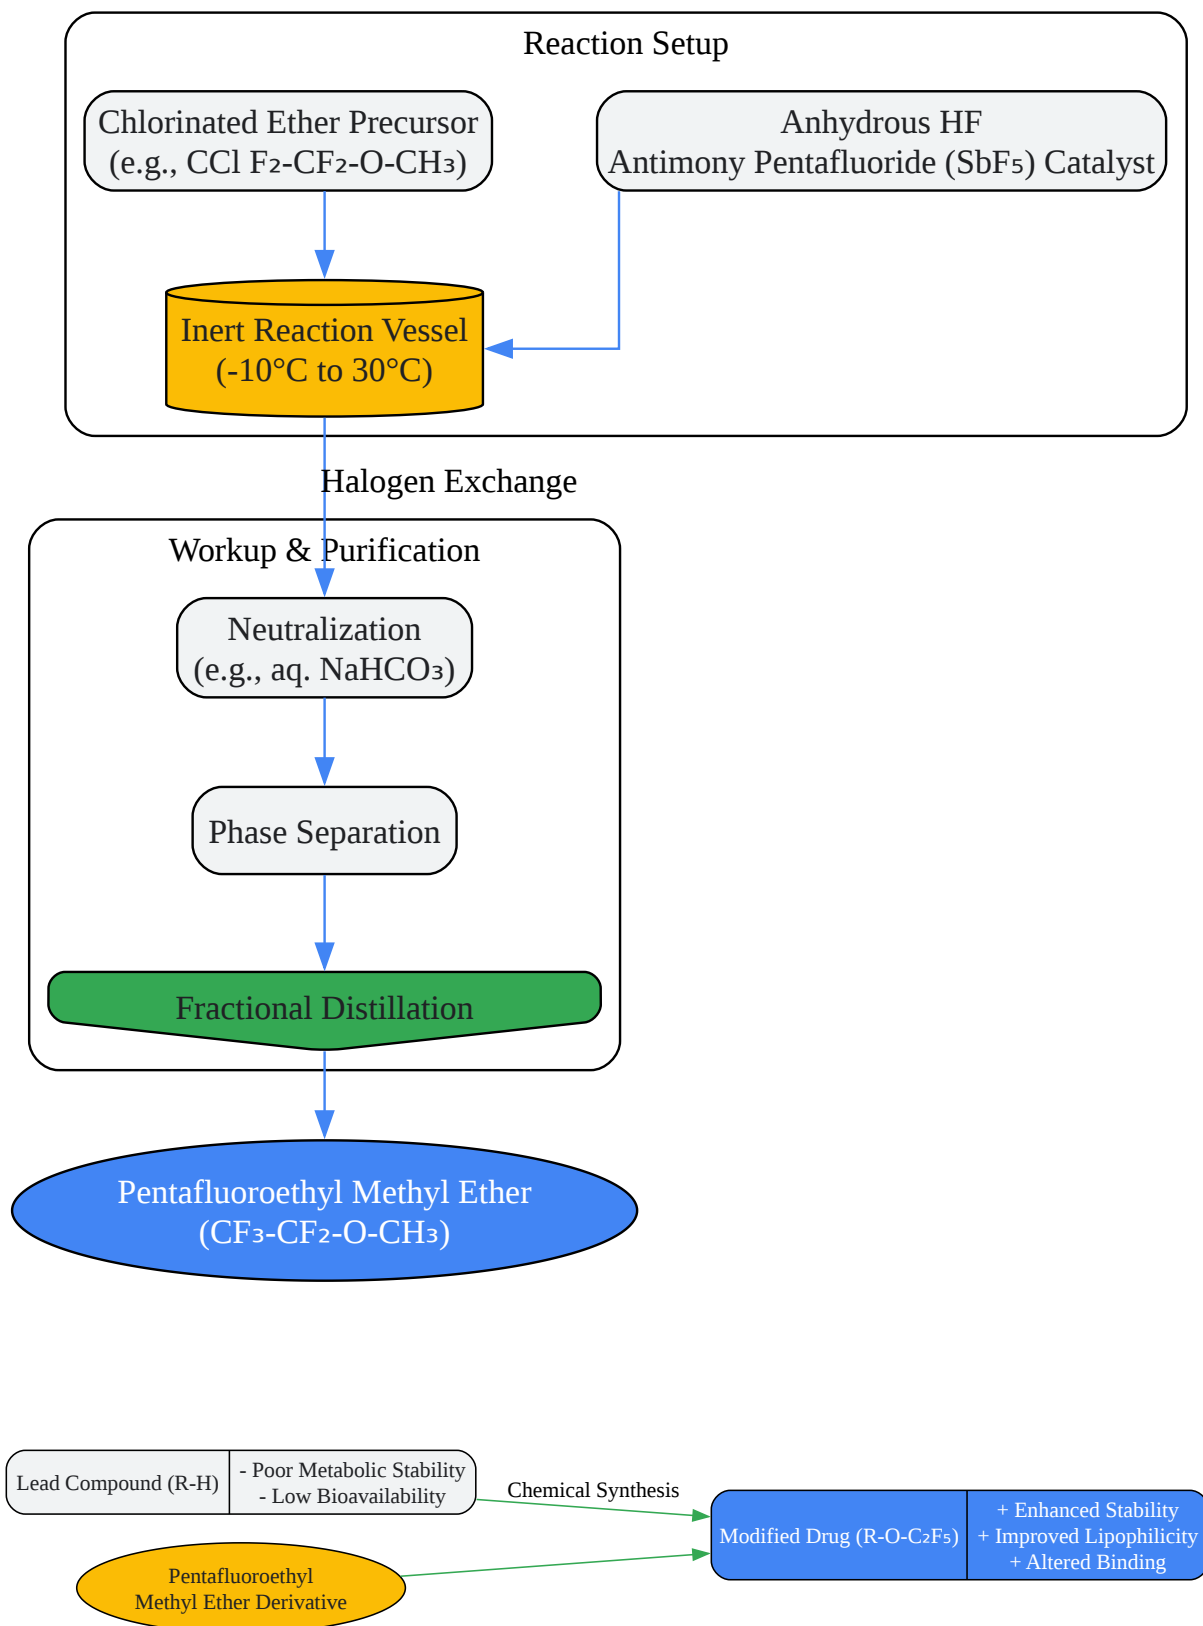 Reaction Setup
Chlorinated Ether Precursor
(e.g., CCl F₂-CF₂-O-CH₃)
Anhydrous HF
Antimony Pentafluoride (SbF₅) Catalyst
Inert Reaction Vessel
(-10°C to 30°C)
Halogen Exchange
Workup & Purification
Neutralization
(e.g., aq. NaHCO₃)
Phase Separation
Fractional Distillation
Pentafluoroethyl Methyl Ether
(CF₃-CF₂-O-CH₃)
Lead Compound (R-H)
- Poor Metabolic Stability
- Low Bioavailability
Chemical Synthesis
Modified Drug (R-O-C₂F₅)
+ Enhanced Stability
+ Improved Lipophilicity
+ Altered Binding
Pentafluoroethyl
Methyl Ether Derivative